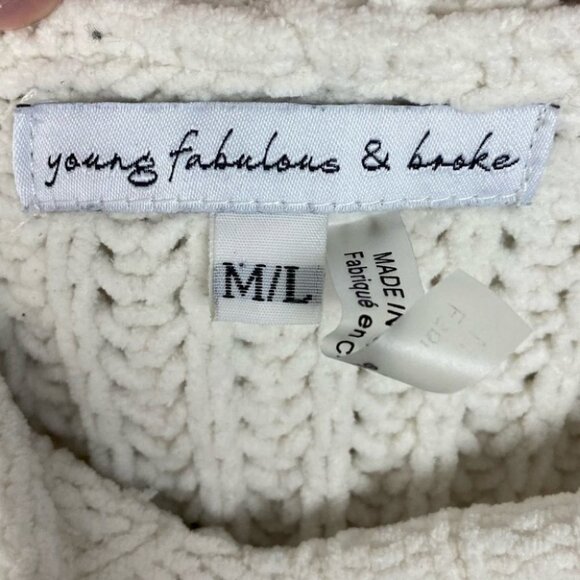 young fabulous & broke
M/L
MADE IN
Fabriqué en C